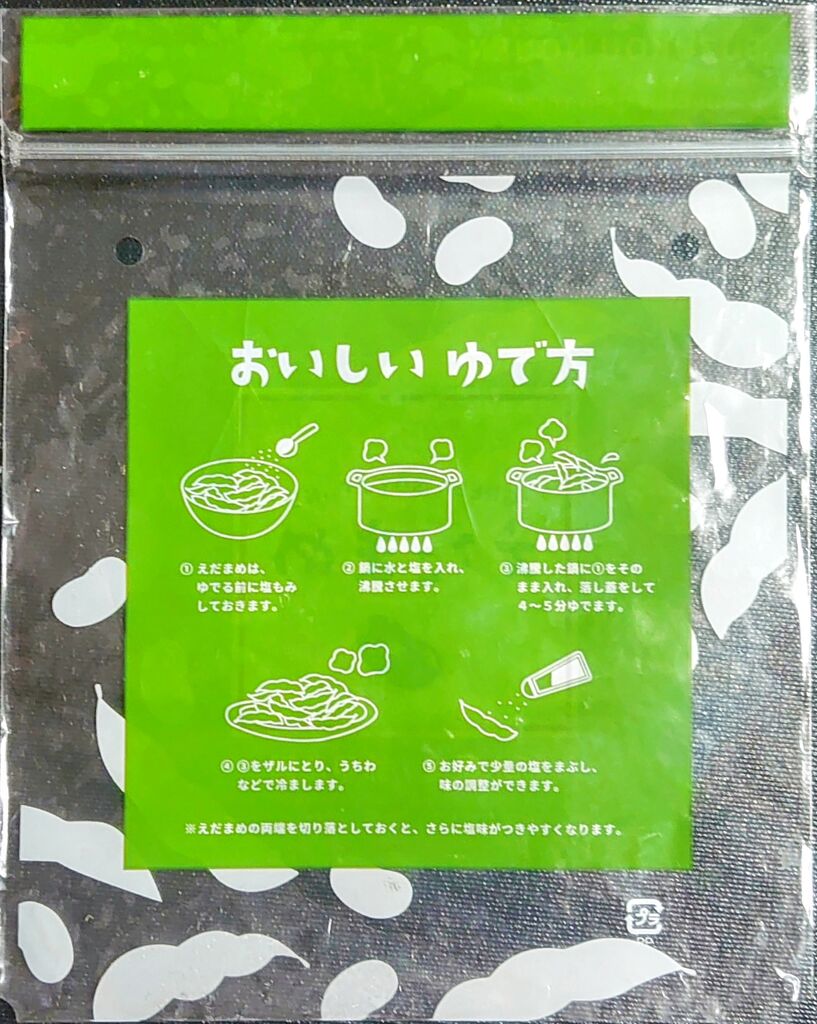 おいしい ゆで方
① えだまめは、
ゆでる前に塩もみ
しておきます。
② 鍋に水と塩を入れ、
沸騰させます。
③ 沸騰した鍋に①をその
まま入れ、落し蓋をして
4〜5分ゆでます。
④ ③をザルにとり、うちわ
などで冷まします。
⑤ お好みで少量の塩をまぶし、
味の調整ができます。
※えだまめの両端を切り落としておくと、さらに塩味がつきやすくなります。
プラ